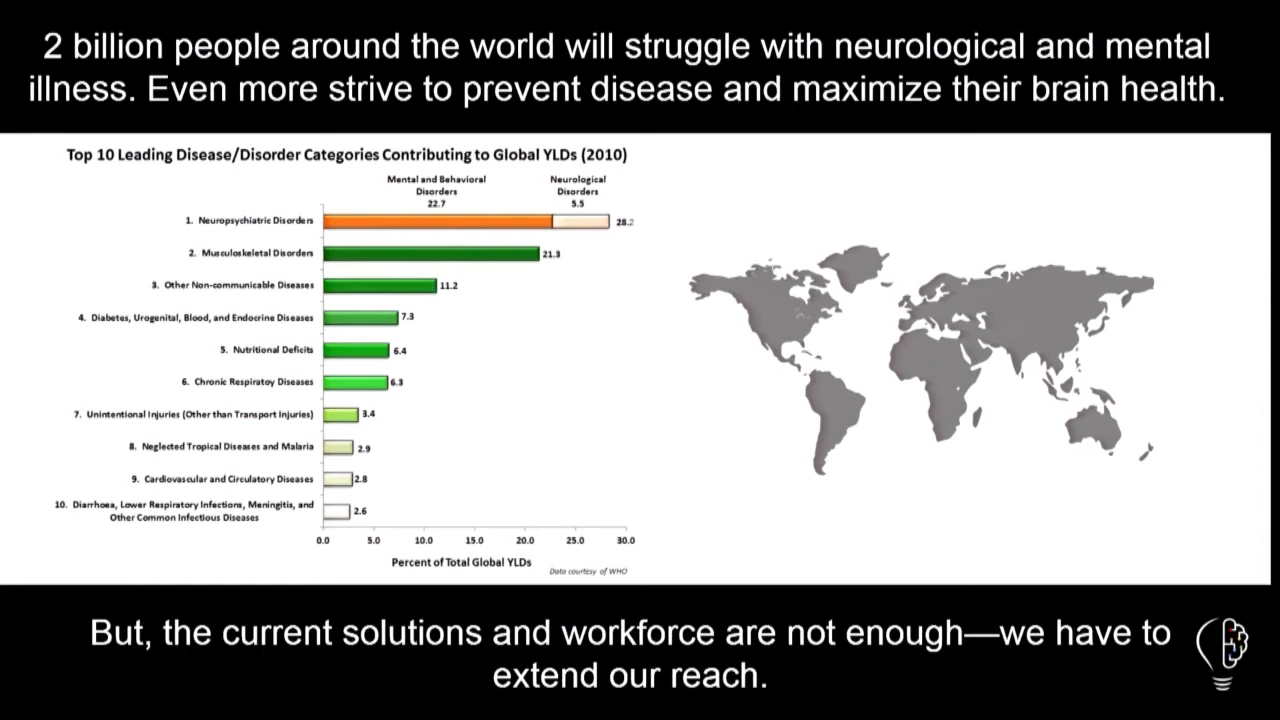 2 billion people around the world will struggle with neurological and mental
illness. Even more strive to prevent disease and maximize their brain health.
Top 10 Leading Disease/Disorder Categories Contributing to Global YLDs (2010)
Mental and Behavioral
Disorders
22.7
Neurological
Disorders
5.5
1. Neuropsychiatric Disorders
28.2
2. Musculoskeletal Disorders
21.3
3. Other Non-communicable Diseases
11.2
4. Diabetes, Urogenital, Blood, and Endocrine Diseases
7.3
5. Nutritional Deficits
6.4
6. Chronic Respiratoy Diseases
6.3
7. Unintentional Injuries (Other than Transport Injuries)
3.4
8. Neglected Tropical Diseases and Malaria
2.9
9. Cardiovascular and Circulatory Diseases
2.8
10. Diarrhoea, Lower Respiratory Infections, Meningitis, and
Other Common Infectious Diseases
2.6
0.0 5.0 10.0 15.0 20.0 25.0 30.0
Percent of Total Global YLDs
Data courtesy of WHO
But, the current solutions and workforce are not enough—we have to
extend our reach.